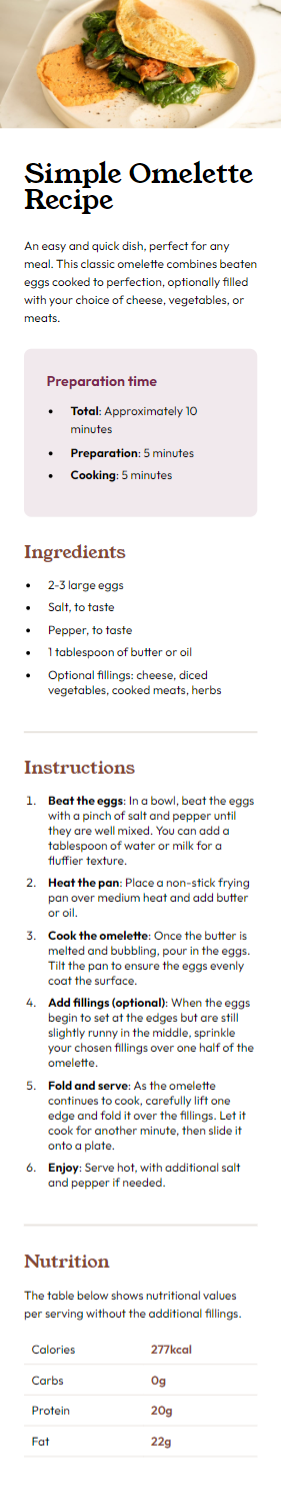 Simple Omelette
Recipe
An easy and quick dish, perfect for any
meal. This classic omelette combines beaten
eggs cooked to perfection, optionally filled
with your choice of cheese, vegetables, or
meats.
Preparation time
• Total: Approximately 10
minutes
• Preparation: 5 minutes
• Cooking: 5 minutes
Ingredients
• 2-3 large eggs
• Salt, to taste
• Pepper, to taste
• 1 tablespoon of butter or oil
• Optional fillings: cheese, diced
vegetables, cooked meats, herbs
Instructions
1. Beat the eggs: In a bowl, beat the eggs
with a pinch of salt and pepper until
they are well mixed. You can add a
tablespoon of water or milk for a
fluffier texture.
2. Heat the pan: Place a non-stick frying
pan over medium heat and add butter
or oil.
3. Cook the omelette: Once the butter is
melted and bubbling, pour in the eggs.
Tilt the pan to ensure the eggs evenly
coat the surface.
4. Add fillings (optional): When the eggs
begin to set at the edges but are still
slightly runny in the middle, sprinkle
your chosen fillings over one half of the
omelette.
5. Fold and serve: As the omelette
continues to cook, carefully lift one
edge and fold it over the fillings. Let it
cook for another minute, then slide it
onto a plate.
6. Enjoy: Serve hot, with additional salt
and pepper if needed.
Nutrition
The table below shows nutritional values
per serving without the additional fillings.
Calories 277kcal
Carbs 0g
Protein 20g
Fat 22g